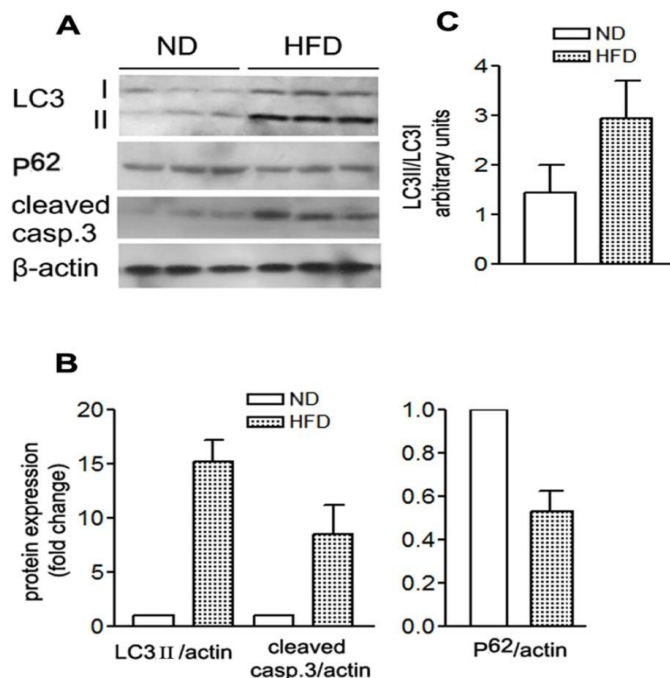 A
ND HFD
LC3 I
II
P62
cleaved
casp.3
β-actin
C
ND
HFD
LC3II/LC3I
arbitrary units
4
3
2
1
0
B
ND
HFD
protein expression
(fold change)
20
15
10
5
0
LC3 II /actin
cleaved
casp.3/actin
1.0
0.8
0.6
0.4
0.2
0.0
P62/actin